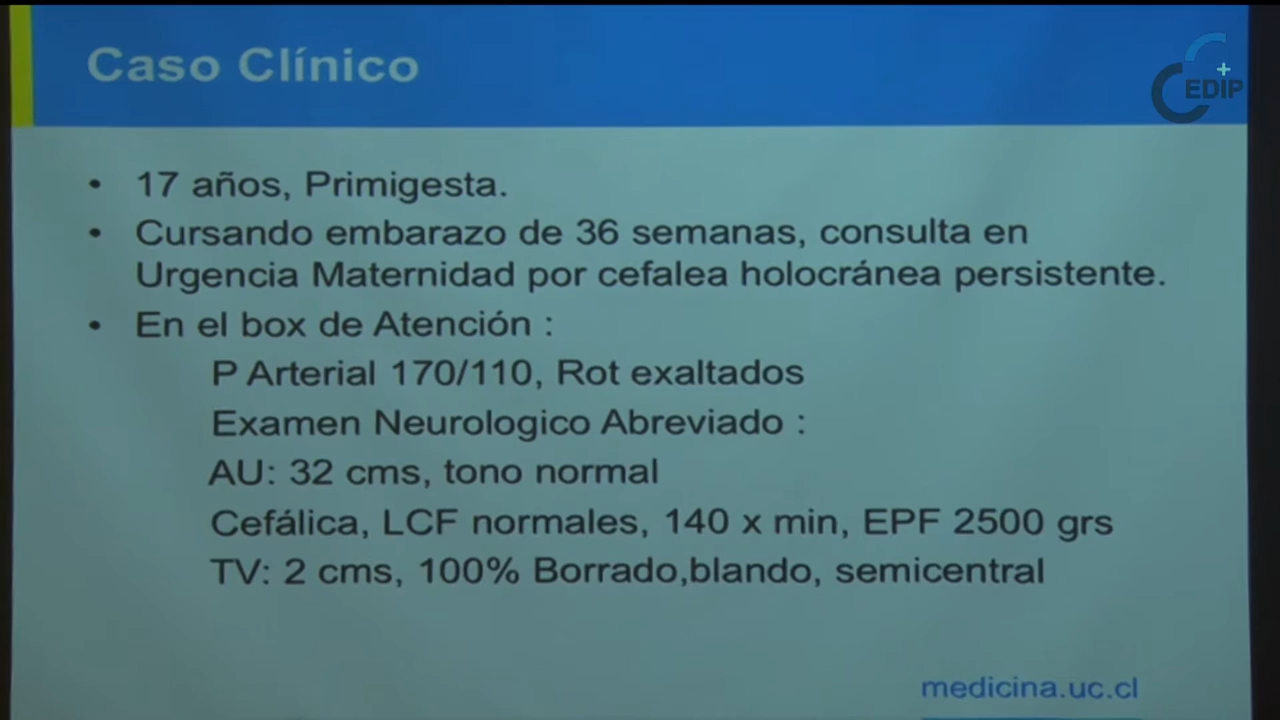 Caso Clínico
CEDIP
• 17 años, Primigesta.
• Cursando embarazo de 36 semanas, consulta en
Urgencia Maternidad por cefalea holocránea persistente.
• En el box de Atención :
P Arterial 170/110, Rot exaltados
Examen Neurologico Abreviado :
AU: 32 cms, tono normal
Cefálica, LCF normales, 140 x min, EPF 2500 grs
TV: 2 cms, 100% Borrado,blando, semicentral
medicina.uc.cl